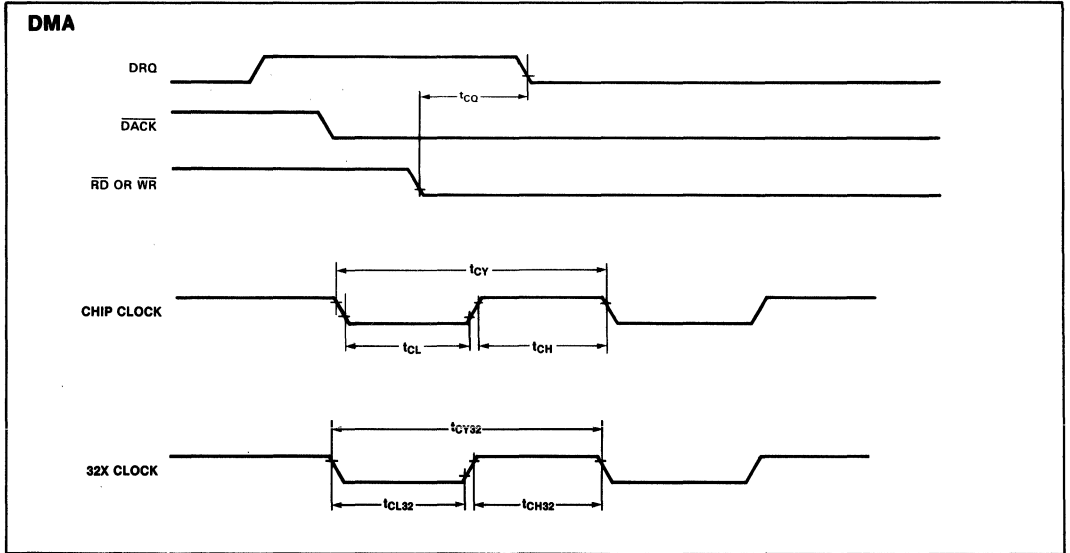 DMA
DRQ
tCQ
DACK
RD OR WR
tCY
CHIP CLOCK
tCL
tCH
tCY32
32X CLOCK
tCL32
tCH32